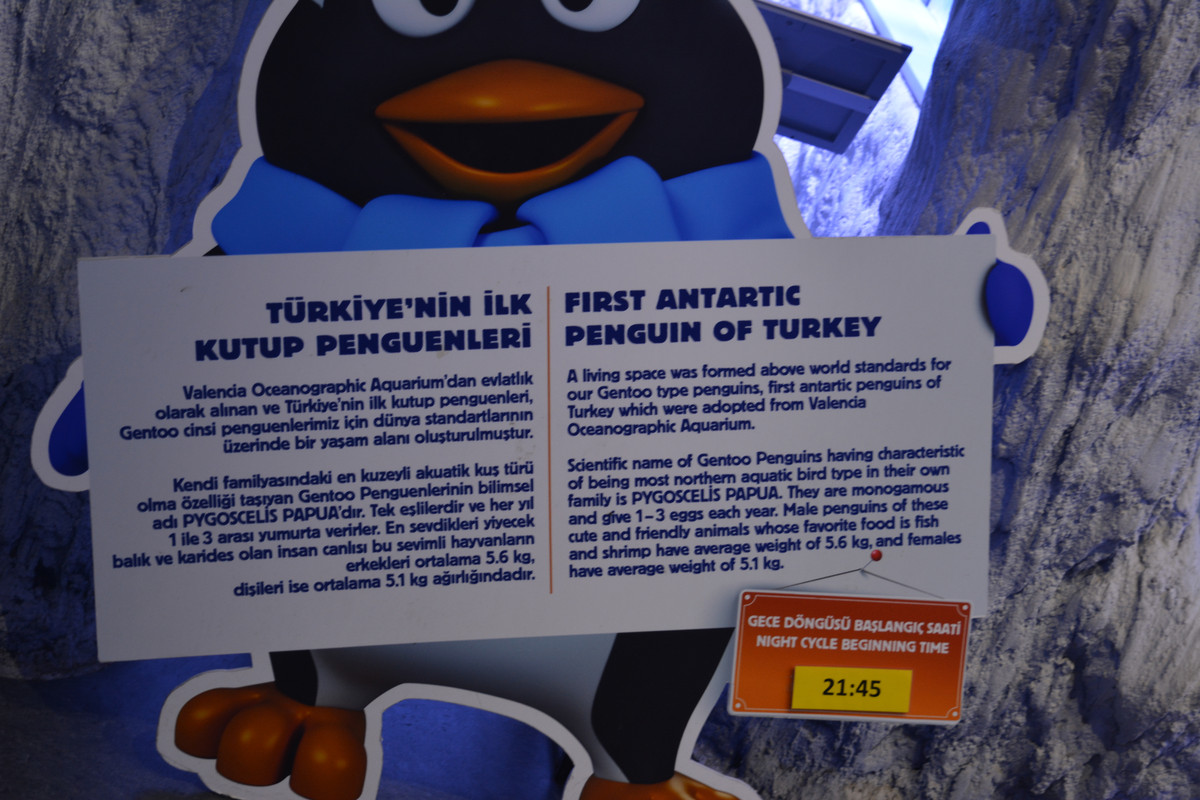 TÜRKİYE'NİN İLK
KUTUP PENGUENLERİ
Valencia Oceanographic Aquarium'dan evlatlık
olarak alınan ve Türkiye'nin ilk kutup penguenleri,
Gentoo cinsi penguenlerimiz için dünya standartlarının
üzerinde bir yaşam alanı oluşturulmuştur.
Kendi familyasındaki en kuzeyli akuatik kuş türü
olma özelliği taşıyan Gentoo Penguenlerinin bilimsel
adı PYGOSCELİS PAPUA'dır. Tek eşlilerdir ve her yıl
1 ile 3 arası yumurta verirler. En sevdikleri yiyecek
balık ve karides olan insan canlısı bu sevimli hayvanların
erkekleri ortalama 5.6 kg,
dişileri ise ortalama 5.1 kg ağırlığındadır.
FIRST ANTARTIC
PENGUIN OF TURKEY
A living space was formed above world standards for
our Gentoo type penguins, first antartic penguins of
Turkey which were adopted from Valencia
Oceanographic Aquarium.
Scientific name of Gentoo Penguins having characteristic
of being most northern aquatic bird type in their own
family is PYGOSCELİS PAPUA. They are monogamous
and give 1-3 eggs each year. Male penguins of these
cute and friendly animals whose favorite food is fish
and shrimp have average weight of 5.6 kg, and females
have average weight of 5.1 kg.
GECE DÖNGÜSÜ BAŞLANGIÇ SAATİ
NIGHT CYCLE BEGINNING TIME
21:45